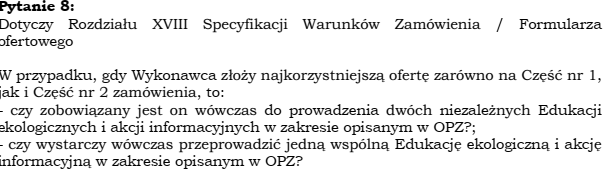 Pytanie 8:
Dotyczy Rozdziału XVIII Specyfikacji Warunków Zamówienia / Formularza
ofertowego
W przypadku, gdy Wykonawca złoży najkorzystniejszą ofertę zarówno na Część nr 1,
jak i Część nr 2 zamówienia, to:
- czy zobowiązany jest on wówczas do prowadzenia dwóch niezależnych Edukacji
ekologicznych i akcji informacyjnych w zakresie opisanym w OPZ?;
- czy wystarczy wówczas przeprowadzić jedną wspólną Edukację ekologiczną i akcję
informacyjną w zakresie opisanym w OPZ?